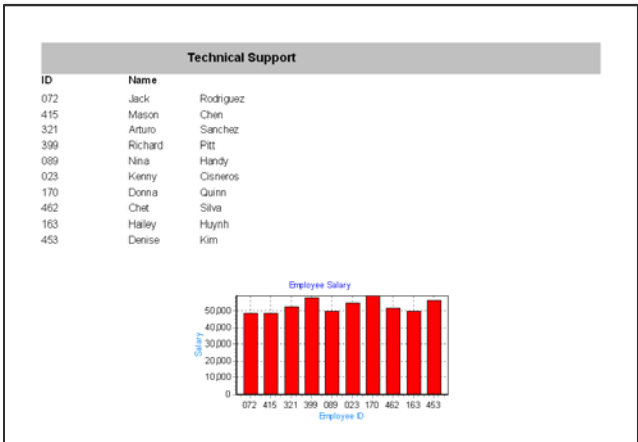 Technical Support
ID Name
072 Jack Rodriguez
415 Mason Chen
321 Arturo Sanchez
399 Richard Pitt
089 Nina Handy
023 Kenny Cisneros
170 Donna Quinn
462 Chet Silva
163 Hailey Huynh
453 Denise Kim
Employee Salary
50,000
40,000
30,000
20,000
10,000
0
Salary
072 415 321 399 089 023 170 462 163 453
Employee ID